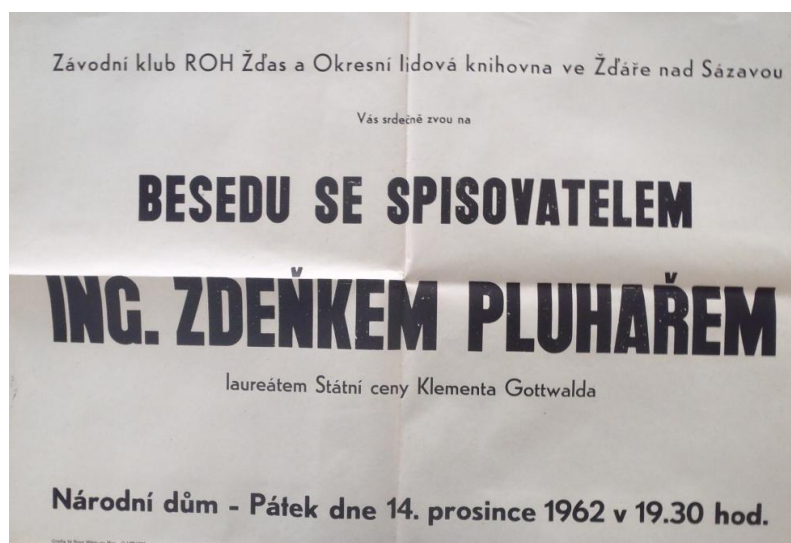 Závodní klub ROH Žďas a Okresní lidová knihovna ve Žďáře nad Sázavou
Vás srdečně zvou na
BESEDU SE SPISOVATELEM
ING. ZDEŇKEM PLUHAŘEM
laureátem Státní ceny Klementa Gottwalda
Národní dům - Pátek dne 14. prosince 1962 v 19.30 hod.